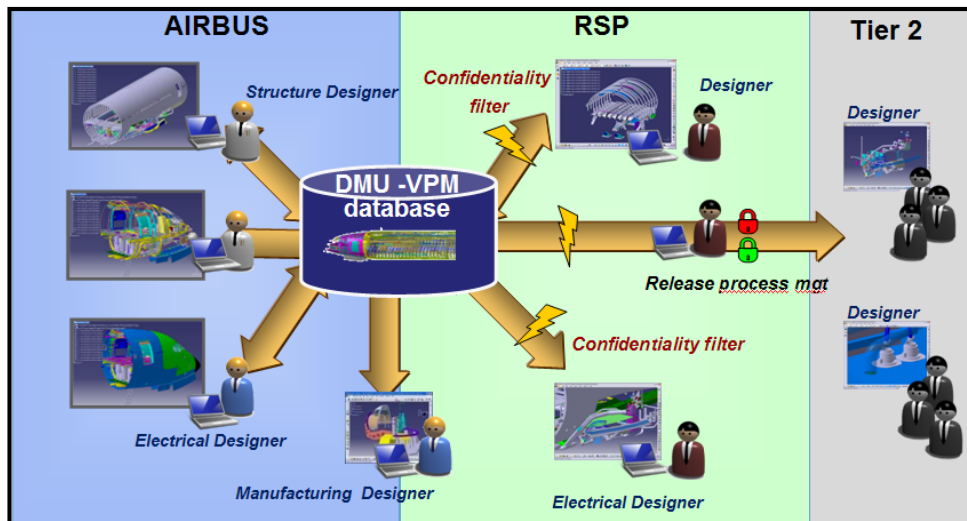 AIRBUS
RSP
Tier 2
Structure Designer
Confidentiality
filter
Designer
Designer
DMU -VPM
database
Release process mgt
Confidentiality filter
Designer
Electrical Designer
Manufacturing Designer
Electrical Designer